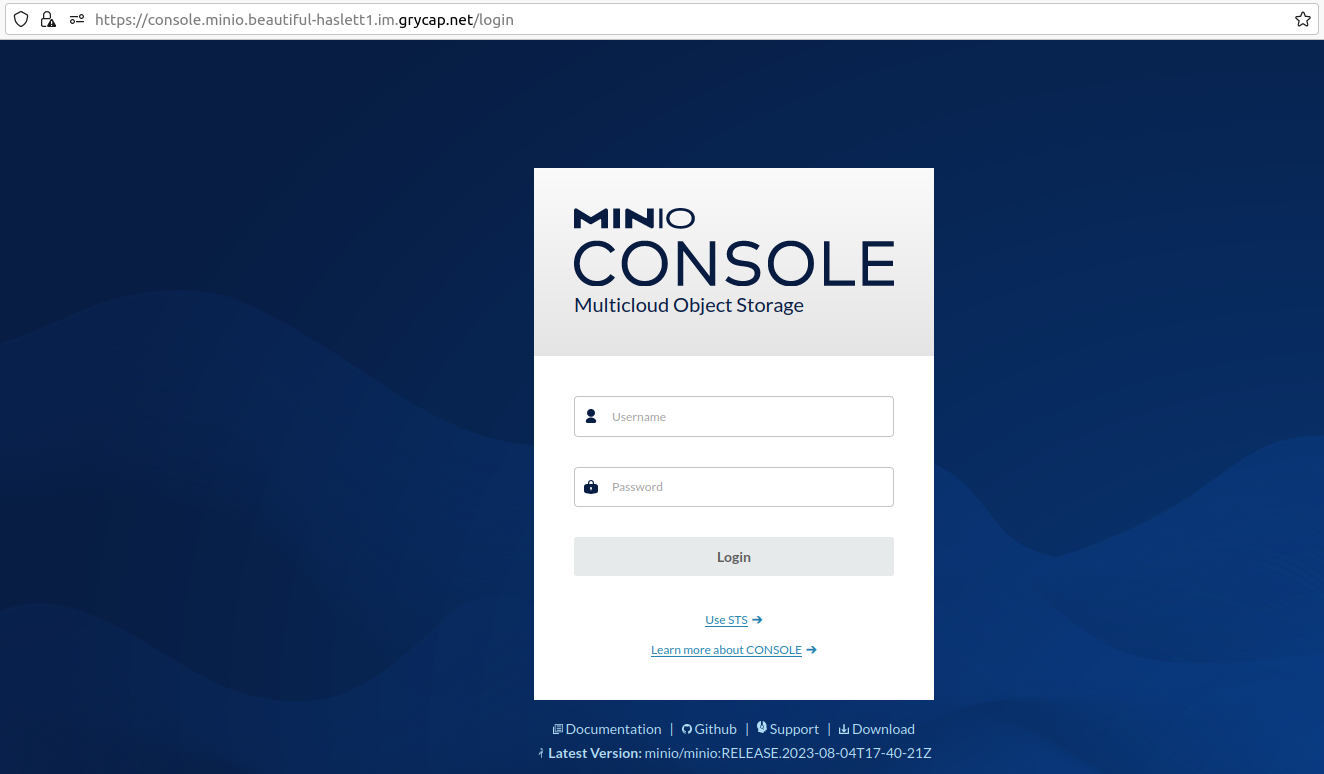 https://console.minio.beautiful-haslett1.im.grycap.net/login
MINIO
CONSOLE
Multicloud Object Storage
Username
Password
Login
Use STS
Learn more about CONSOLE
Documentation | Github | Support | Download
Latest Version: minio/minio:RELEASE.2023-08-04T17-40-21Z